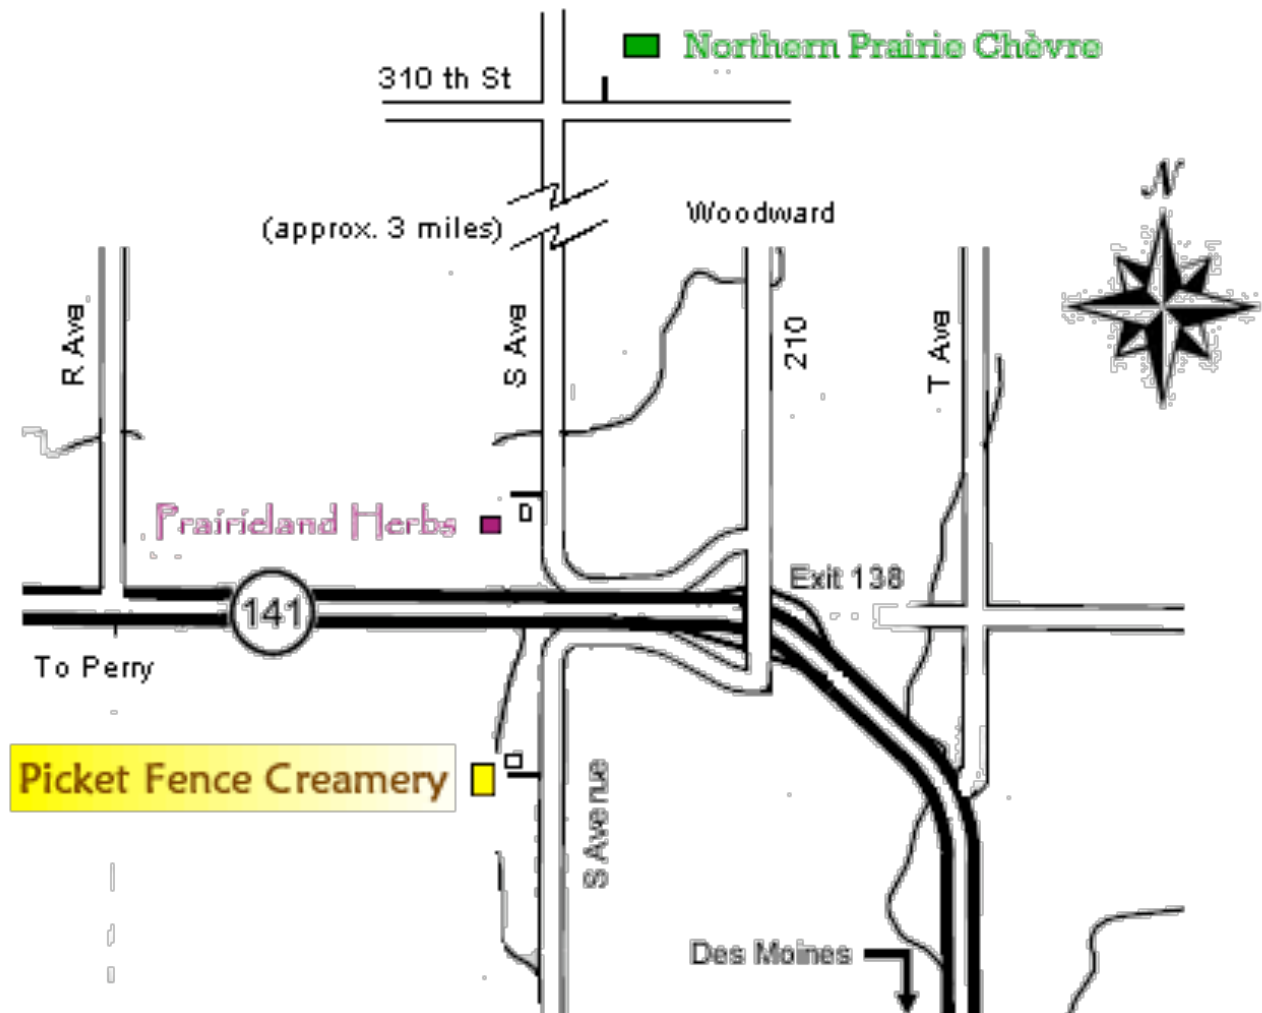 Northern Prairie Chèvre
310 th St
N
Woodward
(approx. 3 miles)
R Ave
S Ave
210
T Ave
Prairieland Herbs
Exit 138
141
To Perry
Picket Fence Creamery
S Avenue
Des Moines